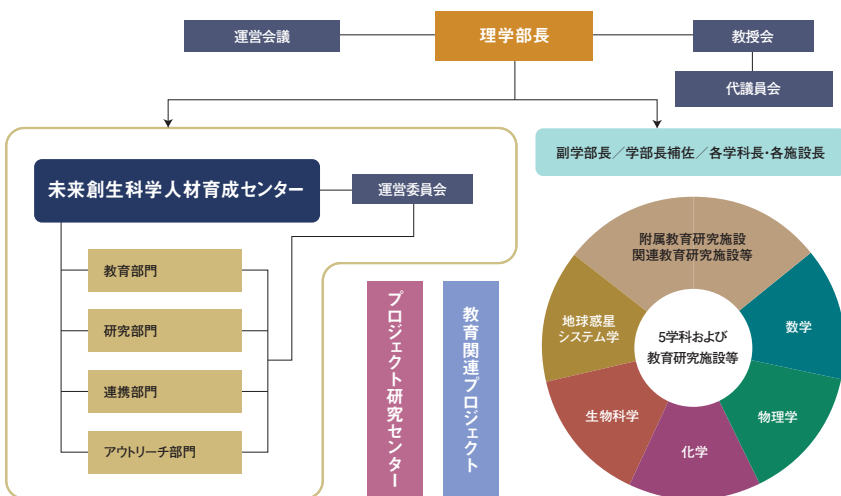 運営会議
理学部長
教授会
代議員会
副学部長／学部長補佐／各学科長・各施設長
未来創生科学人材育成センター
運営委員会
教育部門
研究部門
連携部門
アウトリーチ部門
プロジェクト研究センター
教育関連プロジェクト
附属教育研究施設
関連教育研究施設等
地球惑星
システム学
数学
5学科および
教育研究施設等
生物科学
物理学
化学